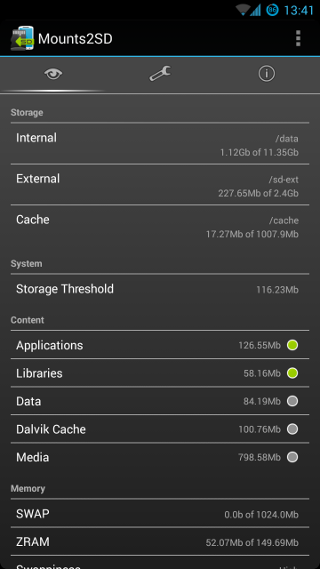 13:41
Mounts2SD
Storage
Internal
/data
1.12Gb of 11.35Gb
External
/sd-ext
227.65Mb of 2.4Gb
Cache
/cache
17.27Mb of 1007.9Mb
System
Storage Threshold 116.23Mb
Content
Applications 126.55Mb
Libraries 58.16Mb
Data 84.19Mb
Dalvik Cache 100.76Mb
Media 798.58Mb
Memory
SWAP 0.0b of 1024.0Mb
ZRAM 52.07Mb of 149.69Mb
Swappiness High